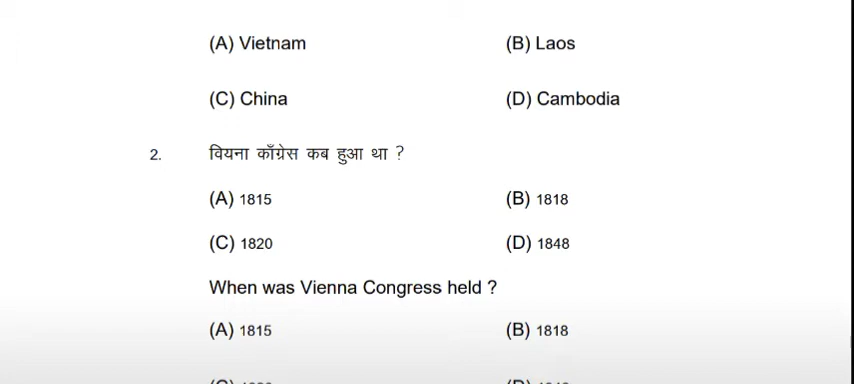 (A) Vietnam (B) Laos
(C) China (D) Cambodia
2. वियना काँग्रेस कब हुआ था ?
(A) 1815 (B) 1818
(C) 1820 (D) 1848
When was Vienna Congress held ?
(A) 1815 (B) 1818